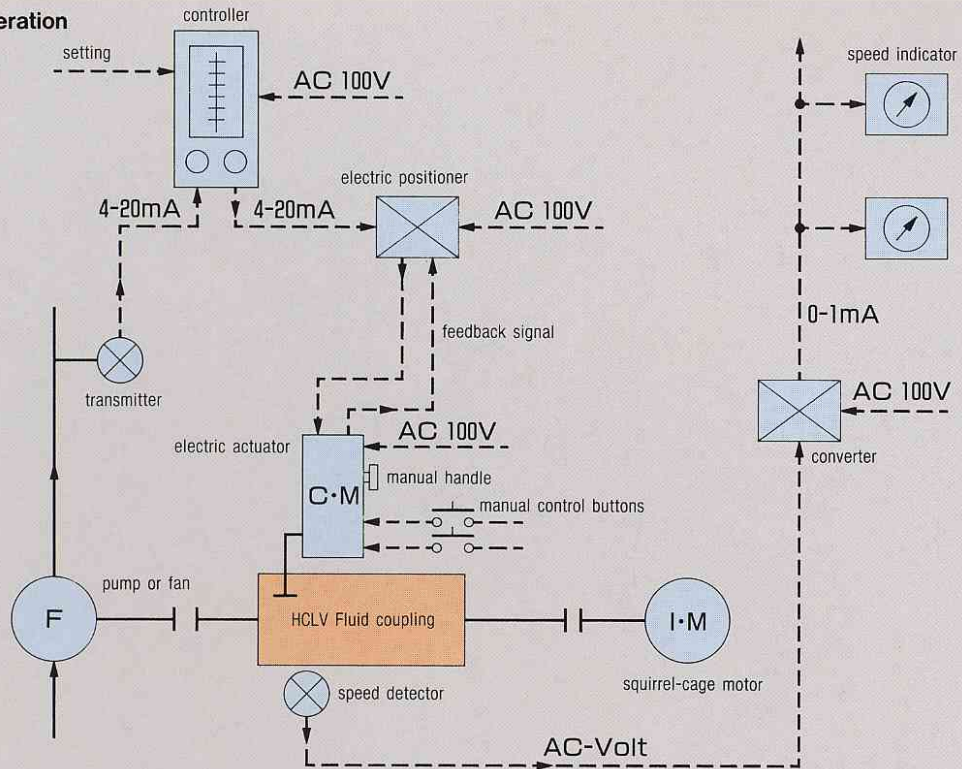 controller
setting
AC 100V
speed indicator
electric positioner
4-20mA
4-20mA
AC 100V
0-1mA
feedback signal
transmitter
AC 100V
converter
electric actuator
AC 100V
manual handle
C·M
manual control buttons
pump or fan
F
HCLV Fluid coupling
I·M
speed detector
squirrel-cage motor
AC-Volt